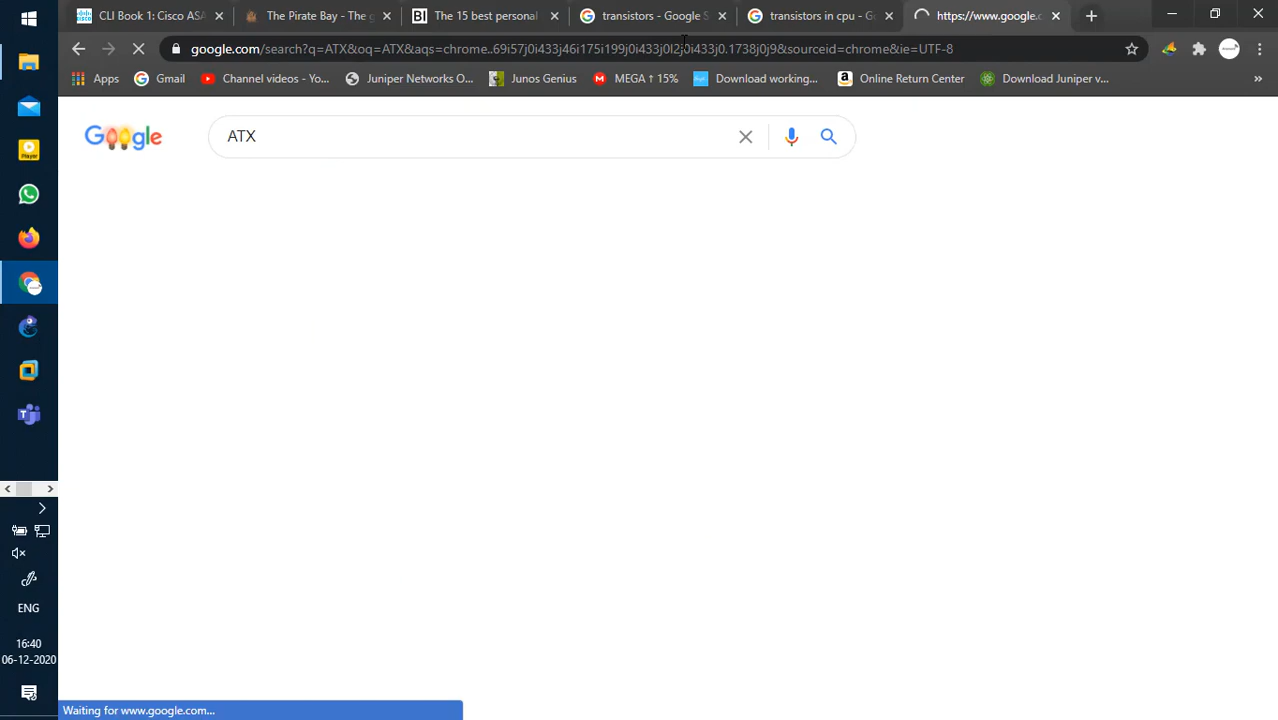 CLI Book 1: Cisco ASA
The Pirate Bay - The g
BI The 15 best personal
transistors - Google S
transistors in cpu - Go
https://www.google.c
google.com/search?q=ATX&oq=ATX&aqs=chrome..69i57j0i433j46i175i199j0i433j0l2j0i433j0.1738j0j9&sourceid=chrome&ie=UTF-8
Apps
Gmail
Channel videos - Yo...
Juniper Networks O...
Junos Genius
MEGA ↑ 15%
Download working...
Online Return Center
Download Juniper v...
»
Google
ATX
Player
T
ENG
16:40
06-12-2020
Waiting for www.google.com...